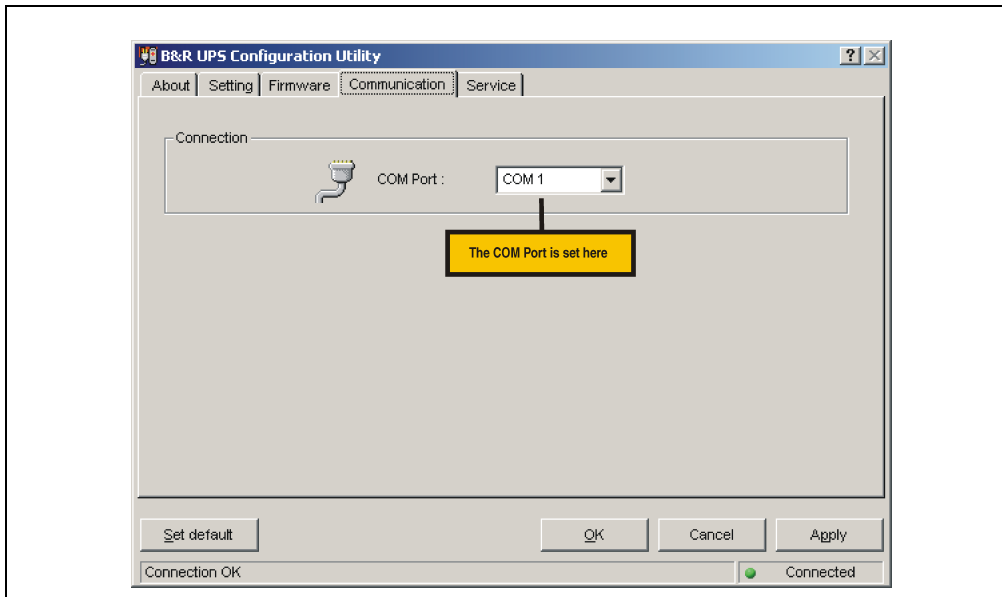 B&R UPS Configuration Utility
About Setting Firmware Communication Service
Connection
COM Port : COM 1
The COM Port is set here
Set default OK Cancel Apply
Connection OK Connected